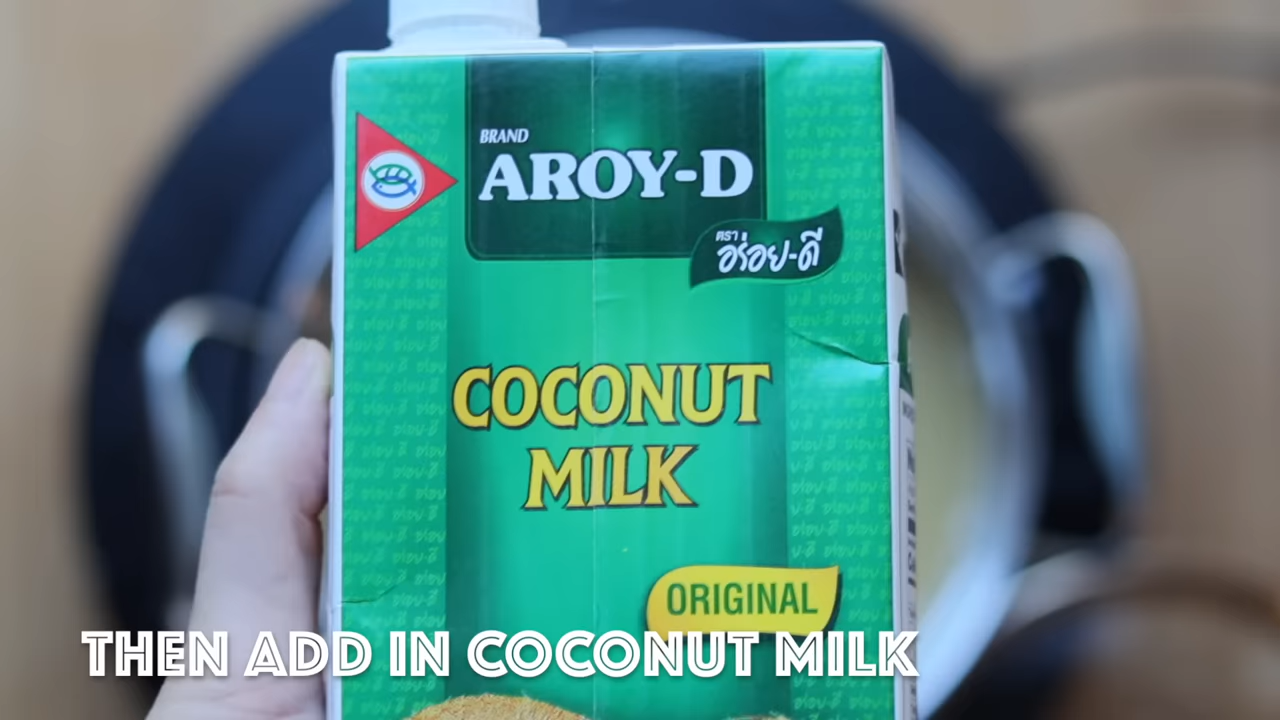 BRAND
AROY-D
ตรา
อร่อย-ดี
COCONUT
MILK
ORIGINAL
THEN ADD IN COCONUT MILK